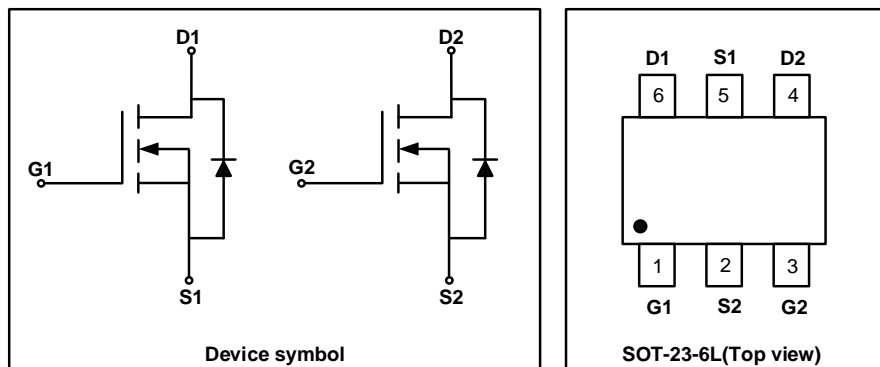 D1 D2
G1 G2
S1 S2
Device symbol
D1 S1 D2
6 5 4
1 2 3
G1 S2 G2
SOT-23-6L(Top view)